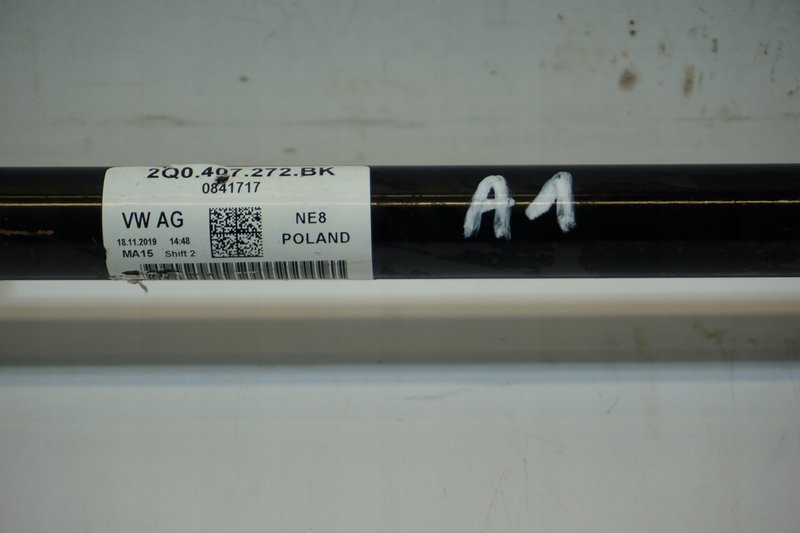 2Q0.407.272.BK
0841717
VW AG
NE8
18.11.2019 14:48
POLAND
MA15 Shift 2
A1